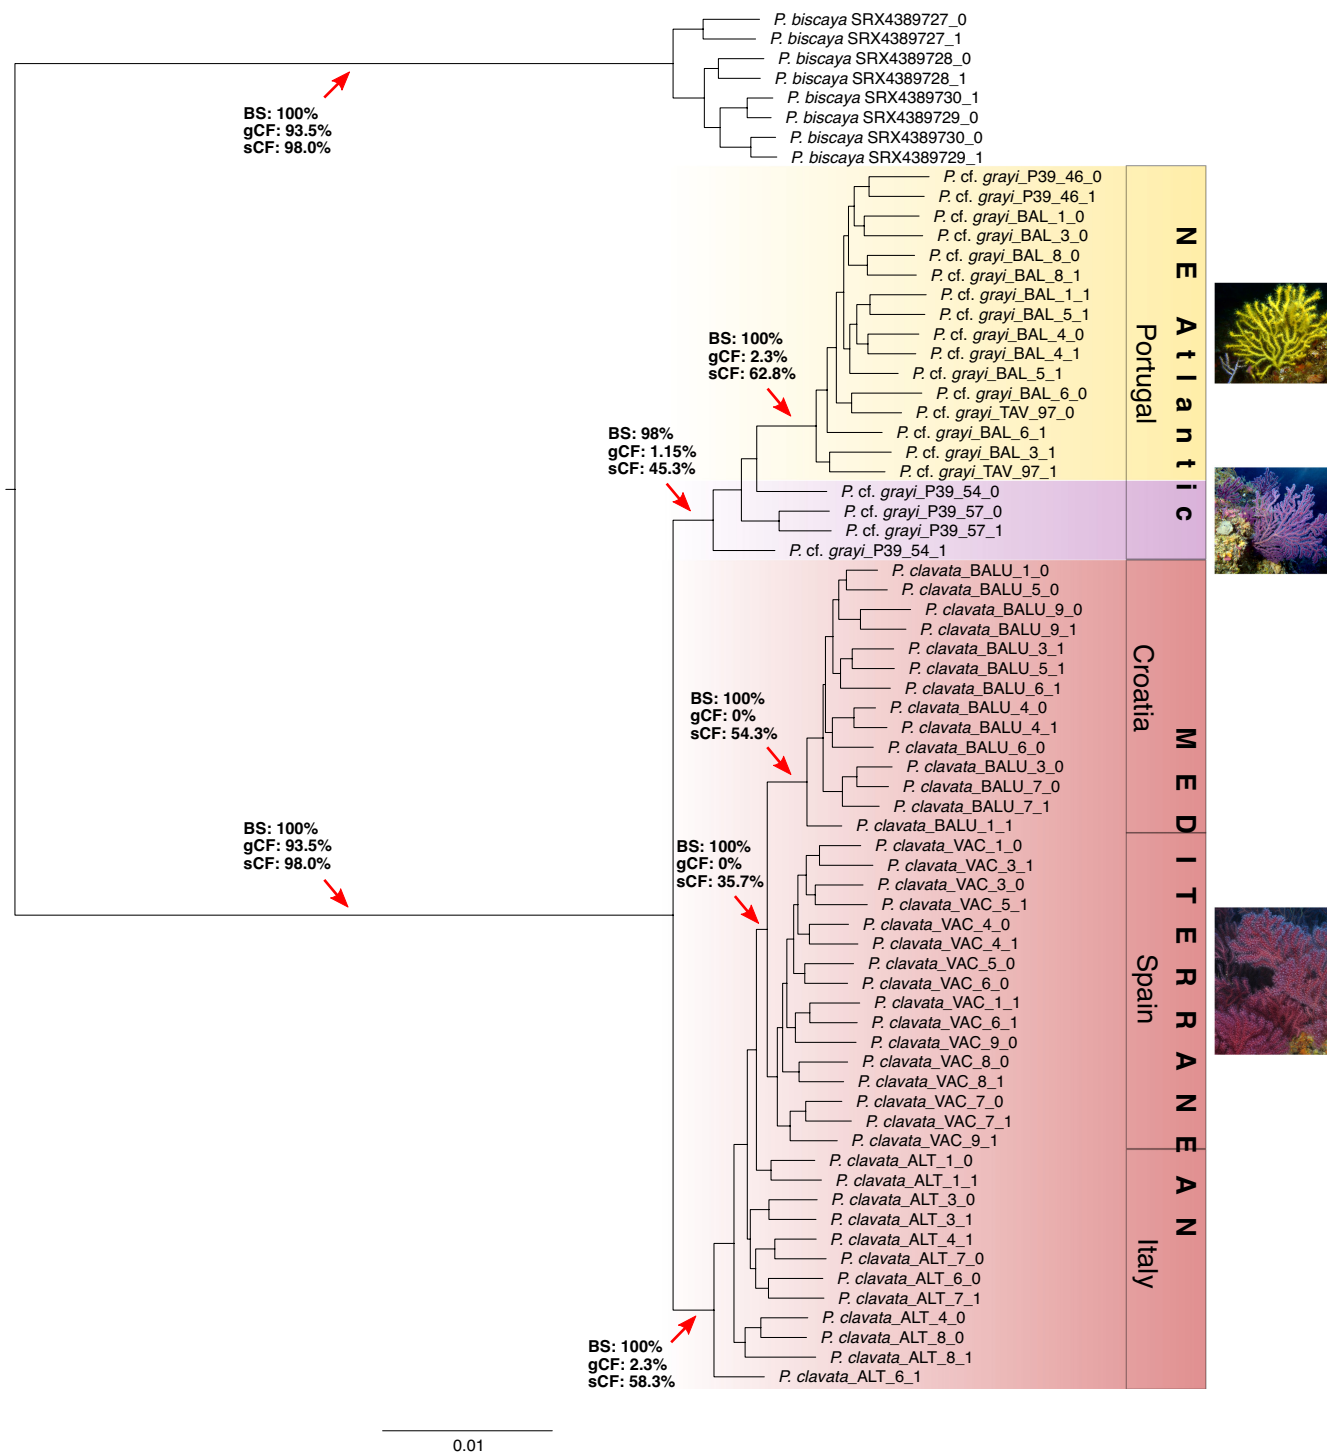 P. biscaya SRX4389727_0
P. biscaya SRX4389727_1
P. biscaya SRX4389728_0
P. biscaya SRX4389728_1
P. biscaya SRX4389730_1
P. biscaya SRX4389729_0
P. biscaya SRX4389730_0
P. biscaya SRX4389729_1
BS: 100%
gCF: 93.5%
sCF: 98.0%
P. cf. grayi_P39_46_0
P. cf. grayi_P39_46_1
P. cf. grayi_BAL_1_0
P. cf. grayi_BAL_3_0
P. cf. grayi_BAL_8_0
P. cf. grayi_BAL_8_1
P. cf. grayi_BAL_1_1
P. cf. grayi_BAL_5_1
P. cf. grayi_BAL_4_0
P. cf. grayi_BAL_4_1
P. cf. grayi_BAL_5_1
P. cf. grayi_BAL_6_0
P. cf. grayi_TAV_97_0
P. cf. grayi_BAL_6_1
P. cf. grayi_BAL_3_1
P. cf. grayi_TAV_97_1
P. cf. grayi_P39_54_0
P. cf. grayi_P39_57_0
P. cf. grayi_P39_57_1
P. cf. grayi_P39_54_1
BS: 100%
gCF: 2.3%
sCF: 62.8%
BS: 98%
gCF: 1.15%
sCF: 45.3%
Portugal
NE Atlantic
P. clavata_BALU_1_0
P. clavata_BALU_5_0
P. clavata_BALU_9_0
P. clavata_BALU_9_1
P. clavata_BALU_3_1
P. clavata_BALU_5_1
P. clavata_BALU_6_1
P. clavata_BALU_4_0
P. clavata_BALU_4_1
P. clavata_BALU_6_0
P. clavata_BALU_3_0
P. clavata_BALU_7_0
P. clavata_BALU_7_1
P. clavata_BALU_1_1
BS: 100%
gCF: 0%
sCF: 54.3%
Croatia
BS: 100%
gCF: 93.5%
sCF: 98.0%
BS: 100%
gCF: 0%
sCF: 35.7%
P. clavata_VAC_1_0
P. clavata_VAC_3_1
P. clavata_VAC_3_0
P. clavata_VAC_5_1
P. clavata_VAC_4_0
P. clavata_VAC_4_1
P. clavata_VAC_5_0
P. clavata_VAC_6_0
P. clavata_VAC_1_1
P. clavata_VAC_6_1
P. clavata_VAC_9_0
P. clavata_VAC_8_0
P. clavata_VAC_8_1
P. clavata_VAC_7_0
P. clavata_VAC_7_1
P. clavata_VAC_9_1
Spain
MEDITERRANEAN
P. clavata_ALT_1_0
P. clavata_ALT_1_1
P. clavata_ALT_3_0
P. clavata_ALT_3_1
P. clavata_ALT_4_1
P. clavata_ALT_7_0
P. clavata_ALT_6_0
P. clavata_ALT_7_1
P. clavata_ALT_4_0
P. clavata_ALT_8_0
P. clavata_ALT_8_1
P. clavata_ALT_6_1
Italy
BS: 100%
gCF: 2.3%
sCF: 58.3%
0.01